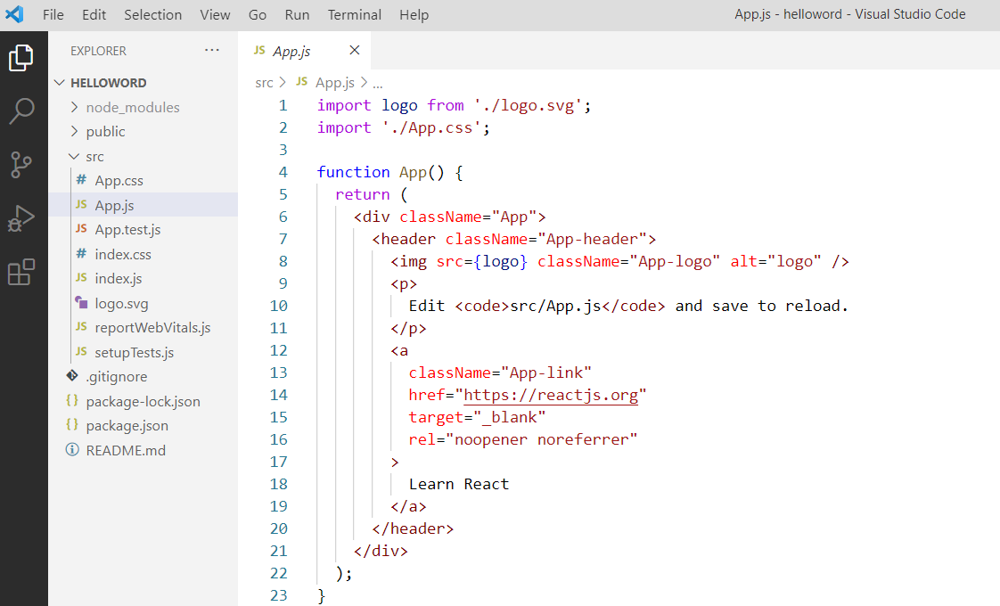 File Edit Selection View Go Run Terminal Help App.js - helloword - Visual Studio Code
EXPLORER ...
HELLOWORD
node_modules
public
src
# App.css
JS App.js
JS App.test.js
# index.css
JS index.js
logo.svg
JS reportWebVitals.js
JS setupTests.js
.gitignore
{} package-lock.json
{} package.json
README.md
JS App.js ×
src > JS App.js > ...
1 import logo from './logo.svg';
2 import './App.css';
3
4 function App() {
5 return (
6 <div className="App">
7 <header className="App-header">
8 <img src={logo} className="App-logo" alt="logo" />
9 <p>
10 Edit <code>src/App.js</code> and save to reload.
11 </p>
12 <a
13 className="App-link"
14 href="https://reactjs.org"
15 target="_blank"
16 rel="noopener noreferrer"
17 >
18 Learn React
19 </a>
20 </header>
21 </div>
22 );
23 }